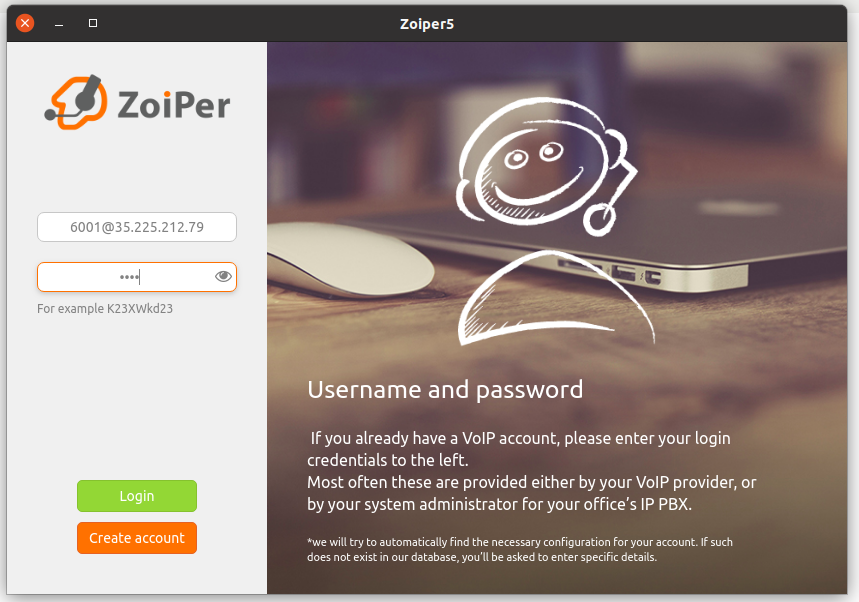 Zoiper5
ZoiPer
6001@35.225.212.79
••••
For example K23XWkd23
Login
Create account
Username and password
If you already have a VoIP account, please enter your login
credentials to the left.
Most often these are provided either by your VoIP provider, or
by your system administrator for your office's IP PBX.
*we will try to automatically find the necessary configuration for your account. If such
does not exist in our database, you'll be asked to enter specific details.